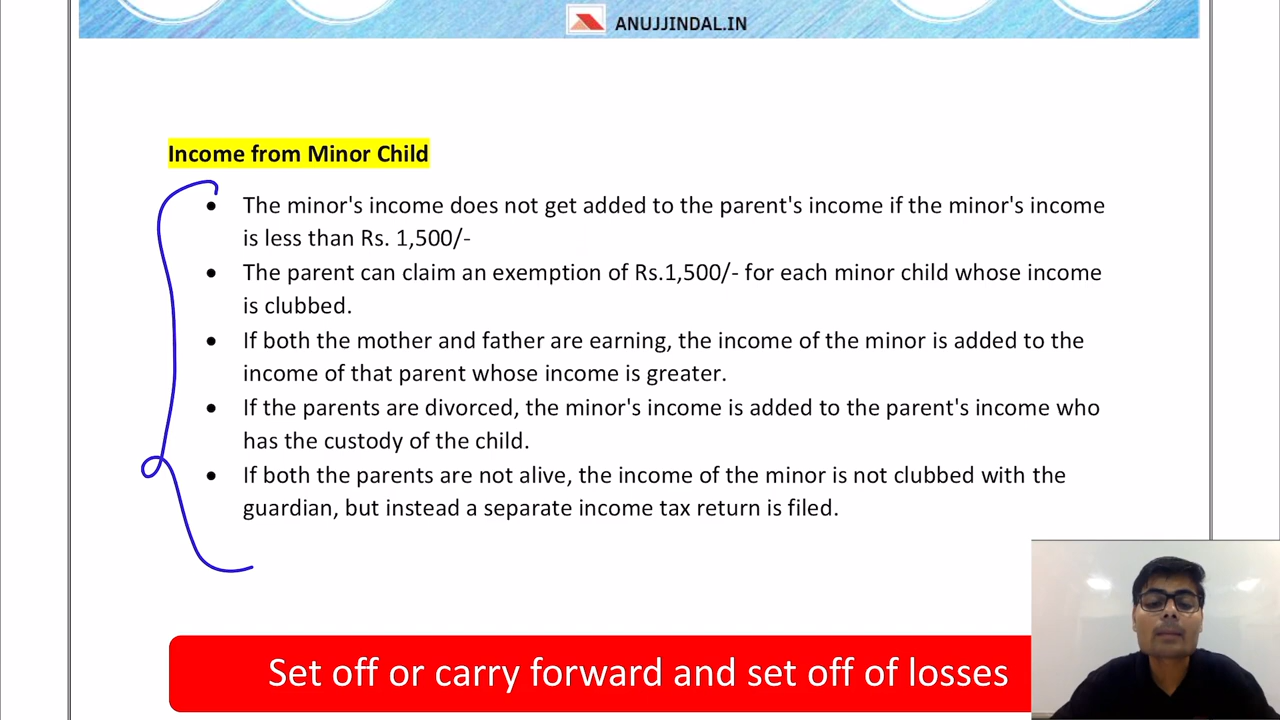 ANUJJINDAL.IN
Income from Minor Child
• The minor's income does not get added to the parent's income if the minor's income
is less than Rs. 1,500/-
• The parent can claim an exemption of Rs.1,500/- for each minor child whose income
is clubbed.
• If both the mother and father are earning, the income of the minor is added to the
income of that parent whose income is greater.
• If the parents are divorced, the minor's income is added to the parent's income who
has the custody of the child.
• If both the parents are not alive, the income of the minor is not clubbed with the
guardian, but instead a separate income tax return is filed.
Set off or carry forward and set off of losses